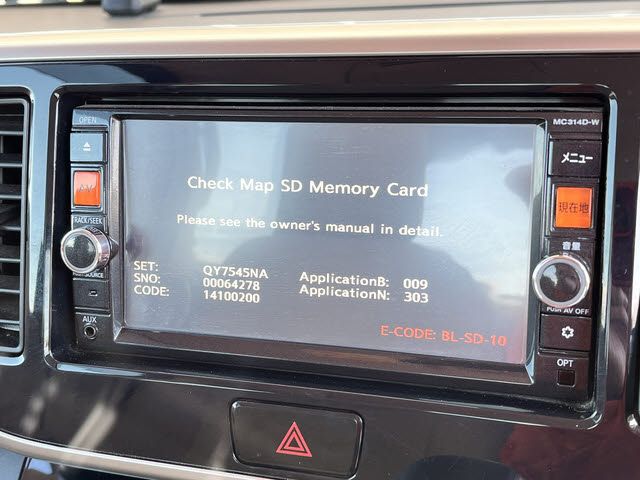 OPEN
MC314D-W
メニュー
AV
現在地
TRACK/SEEK
音量
PUSH SOURCE
PUSH AV OFF
AUX
OPT
Check Map SD Memory Card
Please see the owner's manual in detail.
SET: QY7545NA ApplicationB: 009
SNO: 00064278 ApplicationN: 303
CODE: 14100200
E-CODE: BL-SD-10